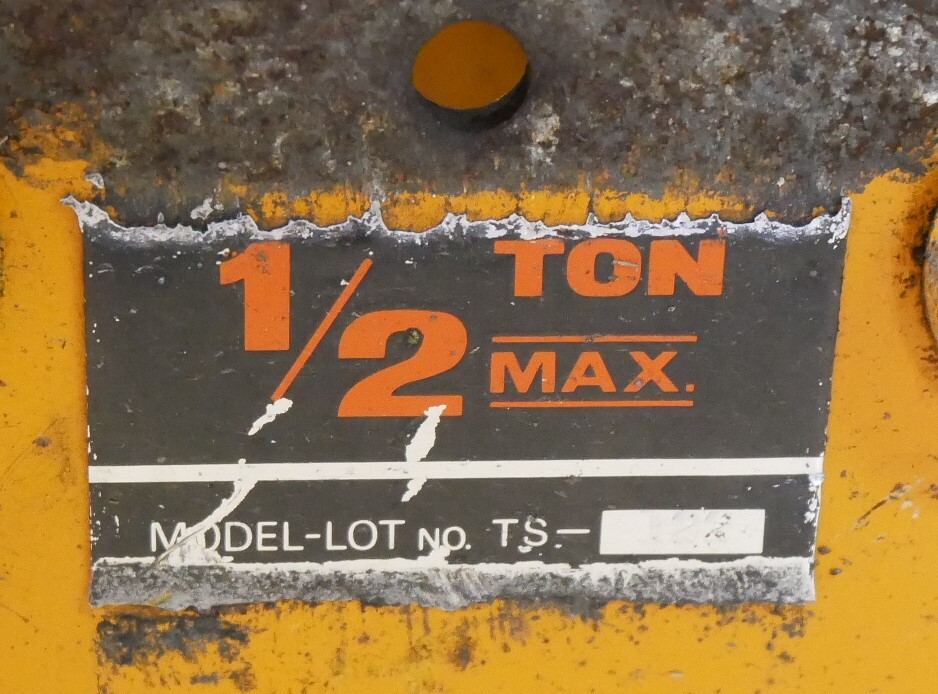 1/2 TON
MAX.
MODEL-LOT NO. TS-